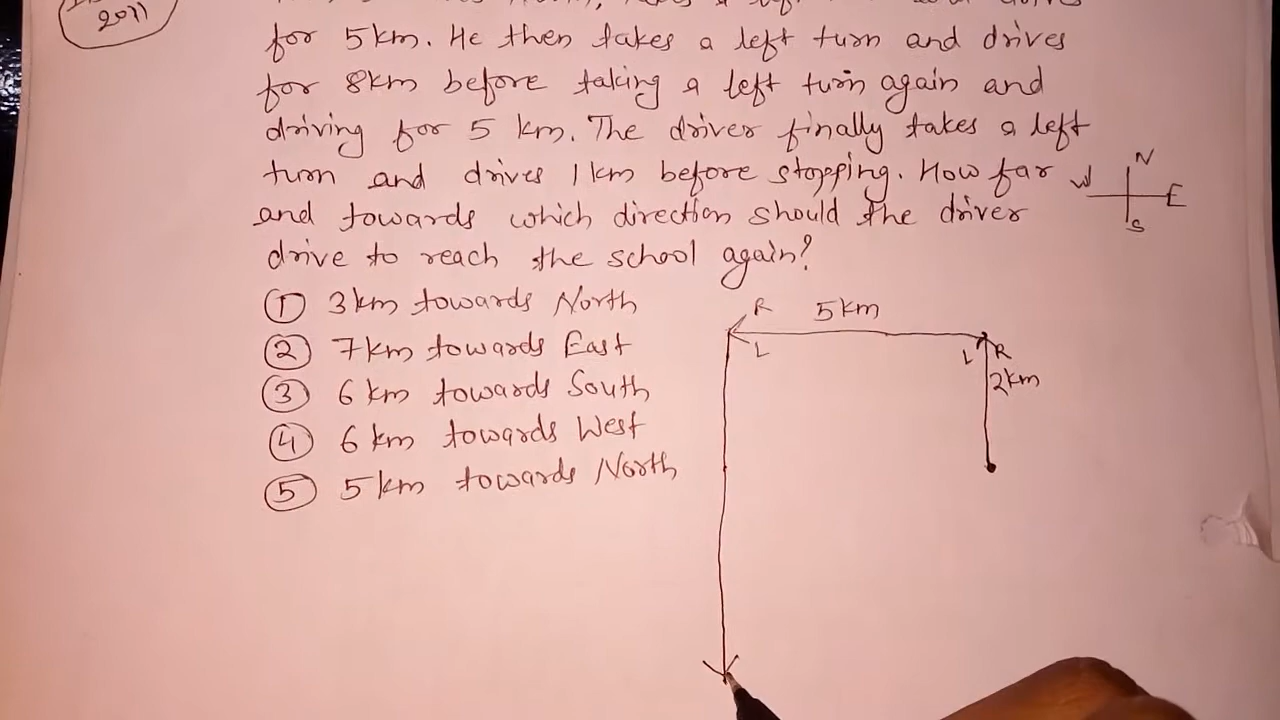 2011
for 5km. He then takes a left turn and drives
for 8km before taking a left turn again and
driving for 5 km. The driver finally takes a left
turn and drives 1km before stopping. How far
and towards which direction should the driver
drive to reach the school again?
N
W E
S
① 3km towards North
② 7km towards East
③ 6 km towards South
④ 6 km towards West
⑤ 5km towards North
R 5km
L L R
2km